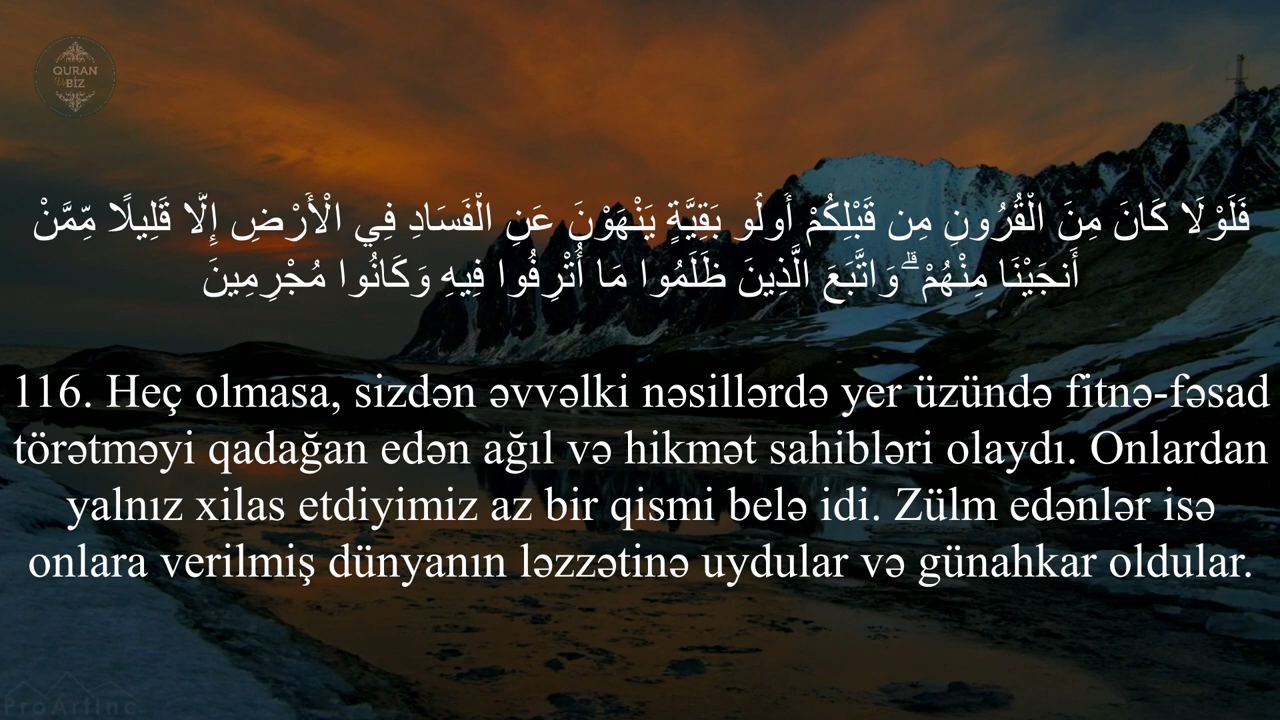 QURAN
Və
BİZ
فَلَوْلَا كَانَ مِنَ الْقُرُونِ مِن قَبْلِكُمْ أُولُو بَقِيَّةٍ يَنْهَوْنَ عَنِ الْفَسَادِ فِي الْأَرْضِ إِلَّا قَلِيلًا مِّمَّنْ
أَنجَيْنَا مِنْهُمْ ۗ وَاتَّبَعَ الَّذِينَ ظَلَمُوا مَا أُتْرِفُوا فِيهِ وَكَانُوا مُجْرِمِينَ
116. Heç olmasa, sizdən əvvəlki nəsillərdə yer üzündə fitnə-fəsad
törətməyi qadağan edən ağıl və hikmət sahibləri olaydı. Onlardan
yalnız xilas etdiyimiz az bir qismi belə idi. Zülm edənlər isə
onlara verilmiş dünyanın ləzzətinə uydular və günahkar oldular.
ProArtInc